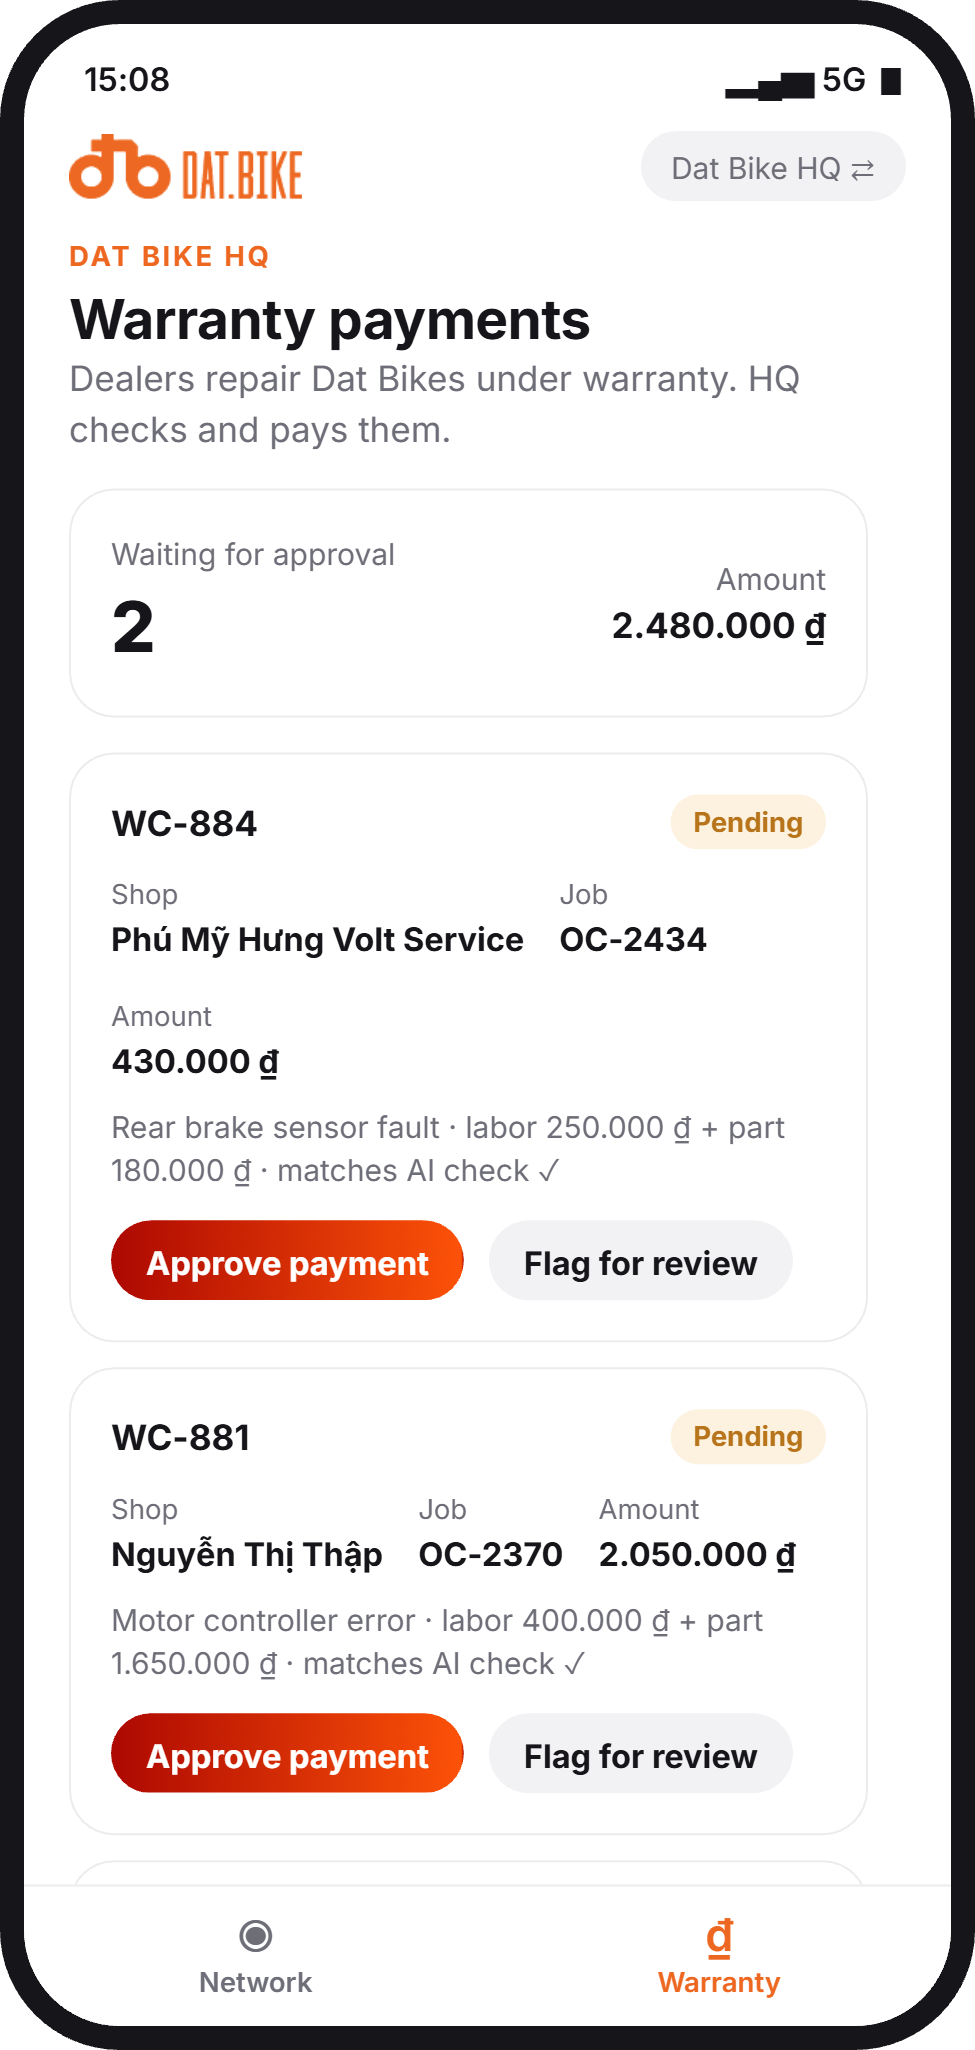 15:08
5G
DAT.BIKE
Dat Bike HQ ⇄
DAT BIKE HQ
Warranty payments
Dealers repair Dat Bikes under warranty. HQ
checks and pays them.
Waiting for approval
2
Amount
2.480.000 ₫
WC-884
Pending
Shop
Job
Phú Mỹ Hưng Volt Service
OC-2434
Amount
430.000 ₫
Rear brake sensor fault · labor 250.000 ₫ + part
180.000 ₫ · matches AI check ✓
Approve payment
Flag for review
WC-881
Pending
Shop
Job
Amount
Nguyễn Thị Thập
OC-2370
2.050.000 ₫
Motor controller error · labor 400.000 ₫ + part
1.650.000 ₫ · matches AI check ✓
Approve payment
Flag for review
₫
Network
Warranty